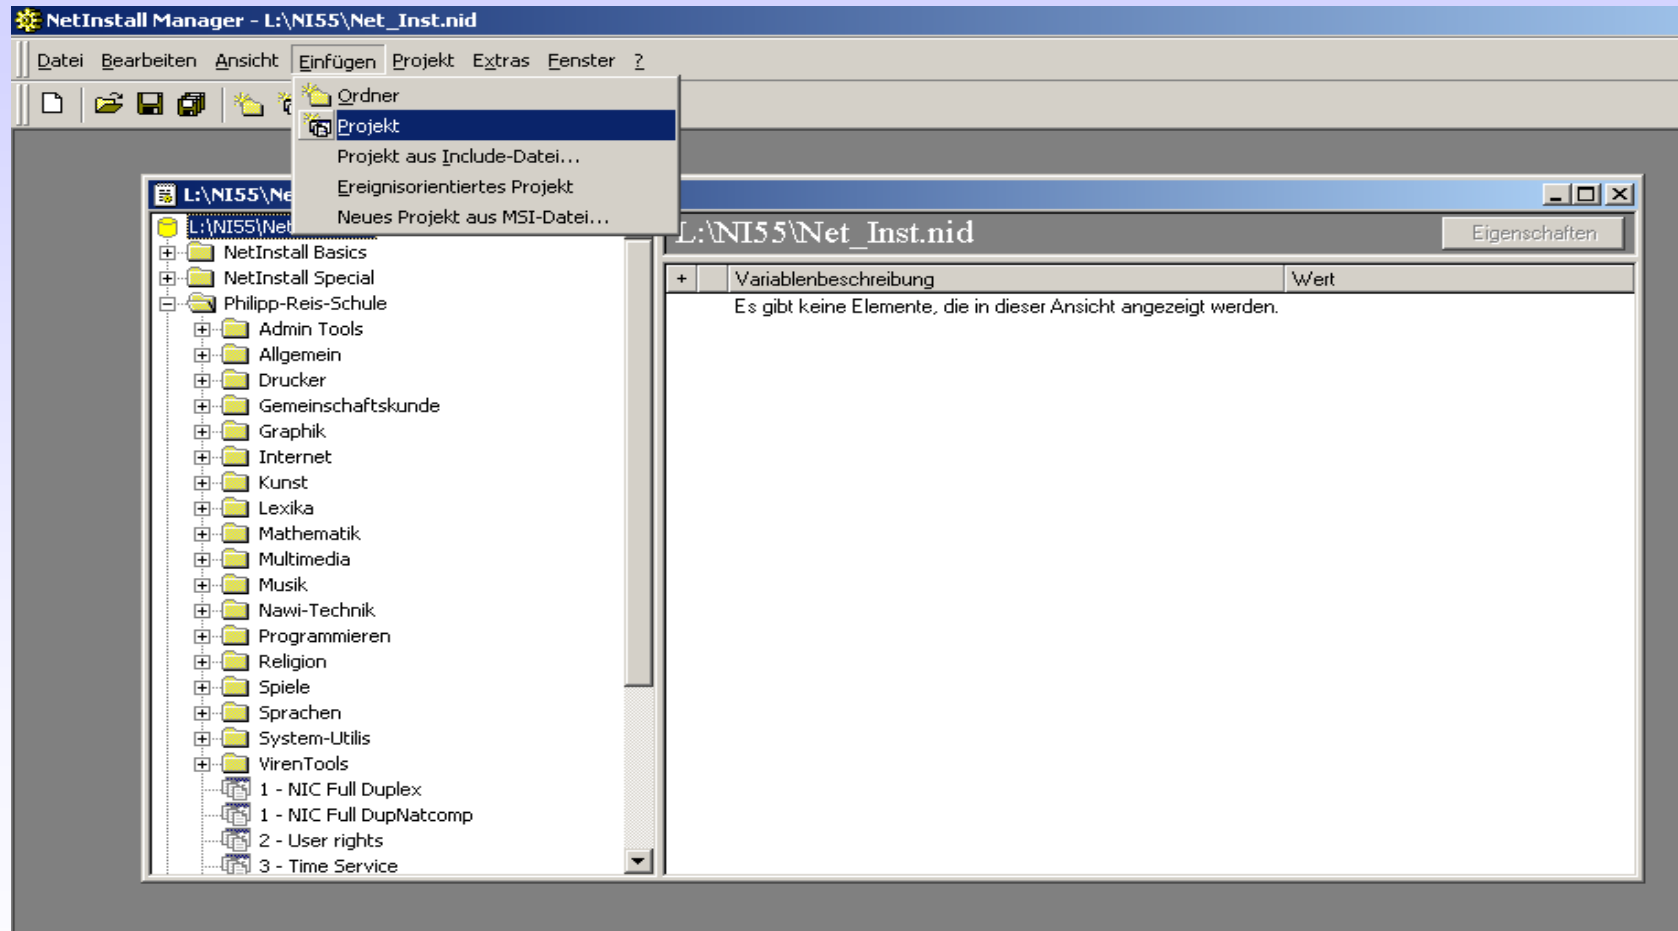 NetInstall Manager - L:\NI55\Net_Inst.nid
Datei Bearbeiten Ansicht Einfügen Projekt Extras Fenster ?
Ordner
Projekt
Projekt aus Include-Datei...
Ereignisorientiertes Projekt
Neues Projekt aus MSI-Datei...
L:\NI55\Ne
L:\NI55\Net
L:\NI55\Net_Inst.nid
Eigenschaften
+ Variablenbeschreibung Wert
Es gibt keine Elemente, die in dieser Ansicht angezeigt werden.
NetInstall Basics
NetInstall Special
Philipp-Reis-Schule
Admin Tools
Allgemein
Drucker
Gemeinschaftskunde
Graphik
Internet
Kunst
Lexika
Mathematik
Multimedia
Musik
Nawi-Technik
Programmieren
Religion
Spiele
Sprachen
System-Utilis
VirenTools
1 - NIC Full Duplex
1 - NIC Full DupNatcomp
2 - User rights
3 - Time Service